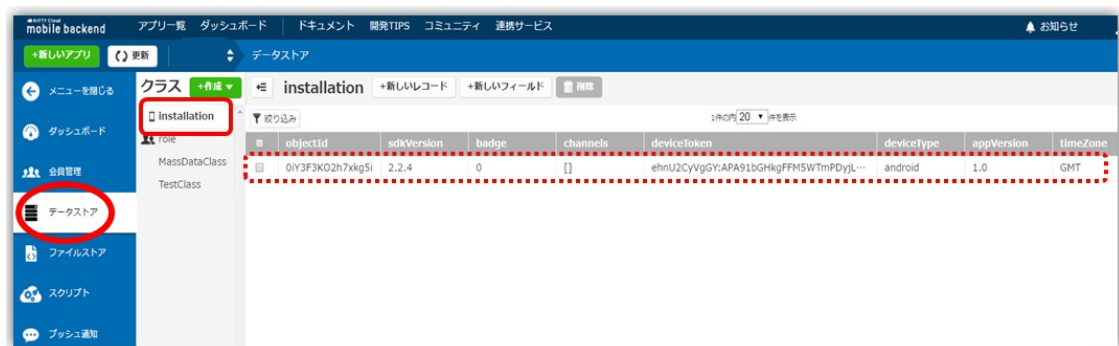 NIFTY Cloud
mobile backend アプリ一覧 ダッシュボード ドキュメント 開発TIPS コミュニティ 連携サービス お知らせ
+新しいアプリ 更新 データストア
メニューを閉じる
ダッシュボード
会員管理
データストア
ファイルストア
スクリプト
プッシュ通知
クラス +作成
installation
role
MassDataClass
TestClass
installation +新しいレコード +新しいフィールド 削除
絞り込み 1件の内 20 件を表示
objectId sdkVersion badge channels deviceToken deviceType appVersion timeZone
0iY3F3KO2h7xkg5i 2.2.4 0 [] ehnU2CyVgGY:APA91bGHkgFFM5WTmPDyjL… android 1.0 GMT